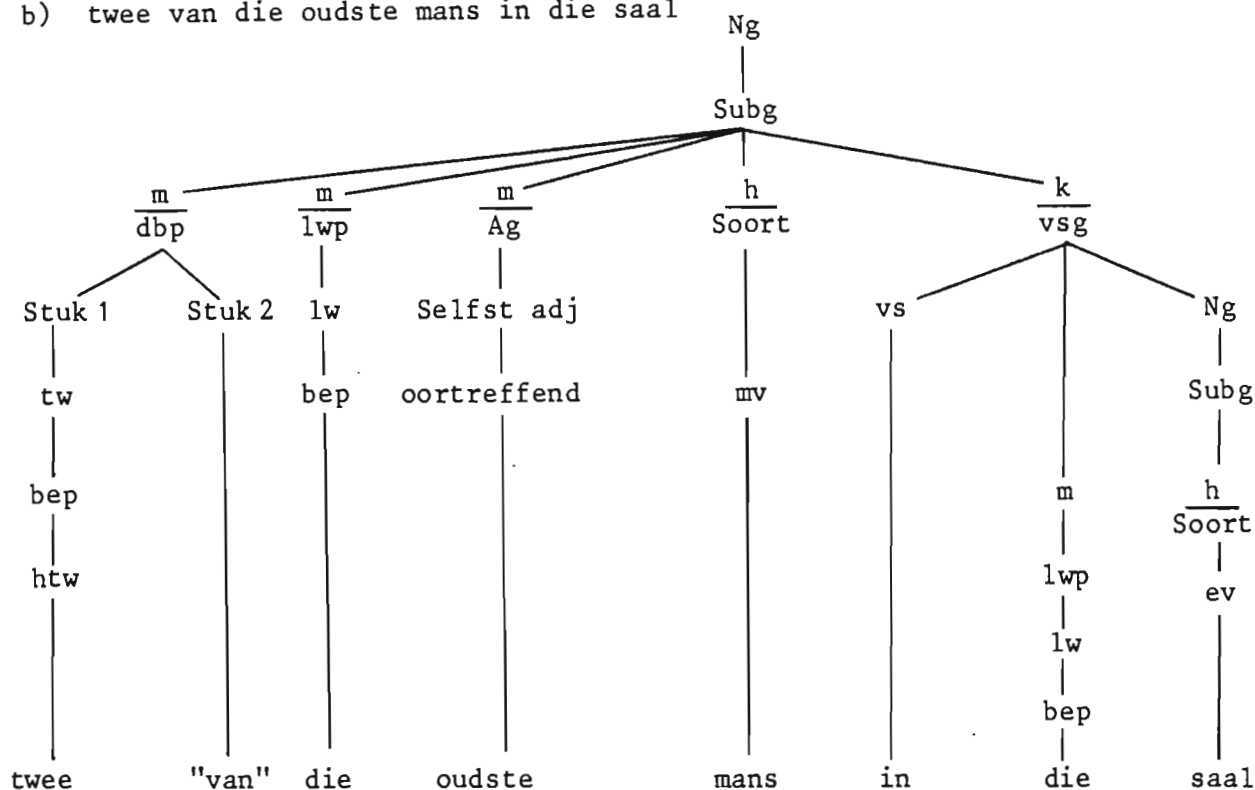 b) twee van die oudste mans in die saal
Ng
Subg
m m m h k
dbp lwp Ag Soort vsg
Stuk 1 Stuk 2 lw Selfst adj vs Ng
tw bep oortreffend mv Subg
bep m h
Soort
htw lwp ev
lw
bep
twee "van" die oudste mans in die saal